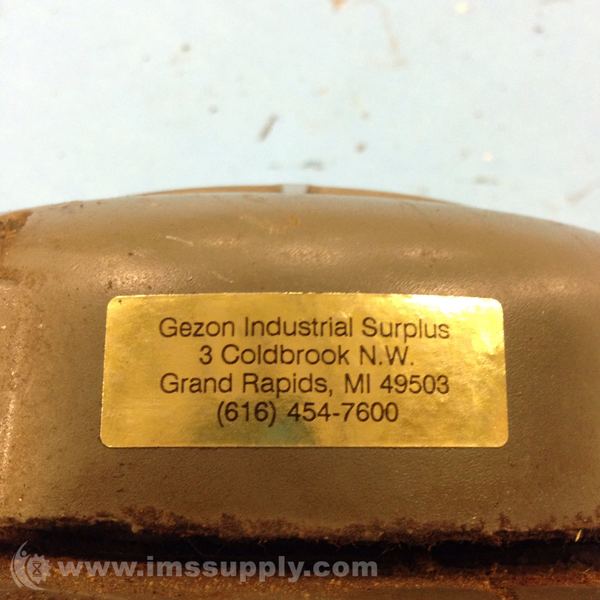 Gezon Industrial Surplus
3 Coldbrook N.W.
Grand Rapids, MI 49503
(616) 454-7600
www.imssupply.com